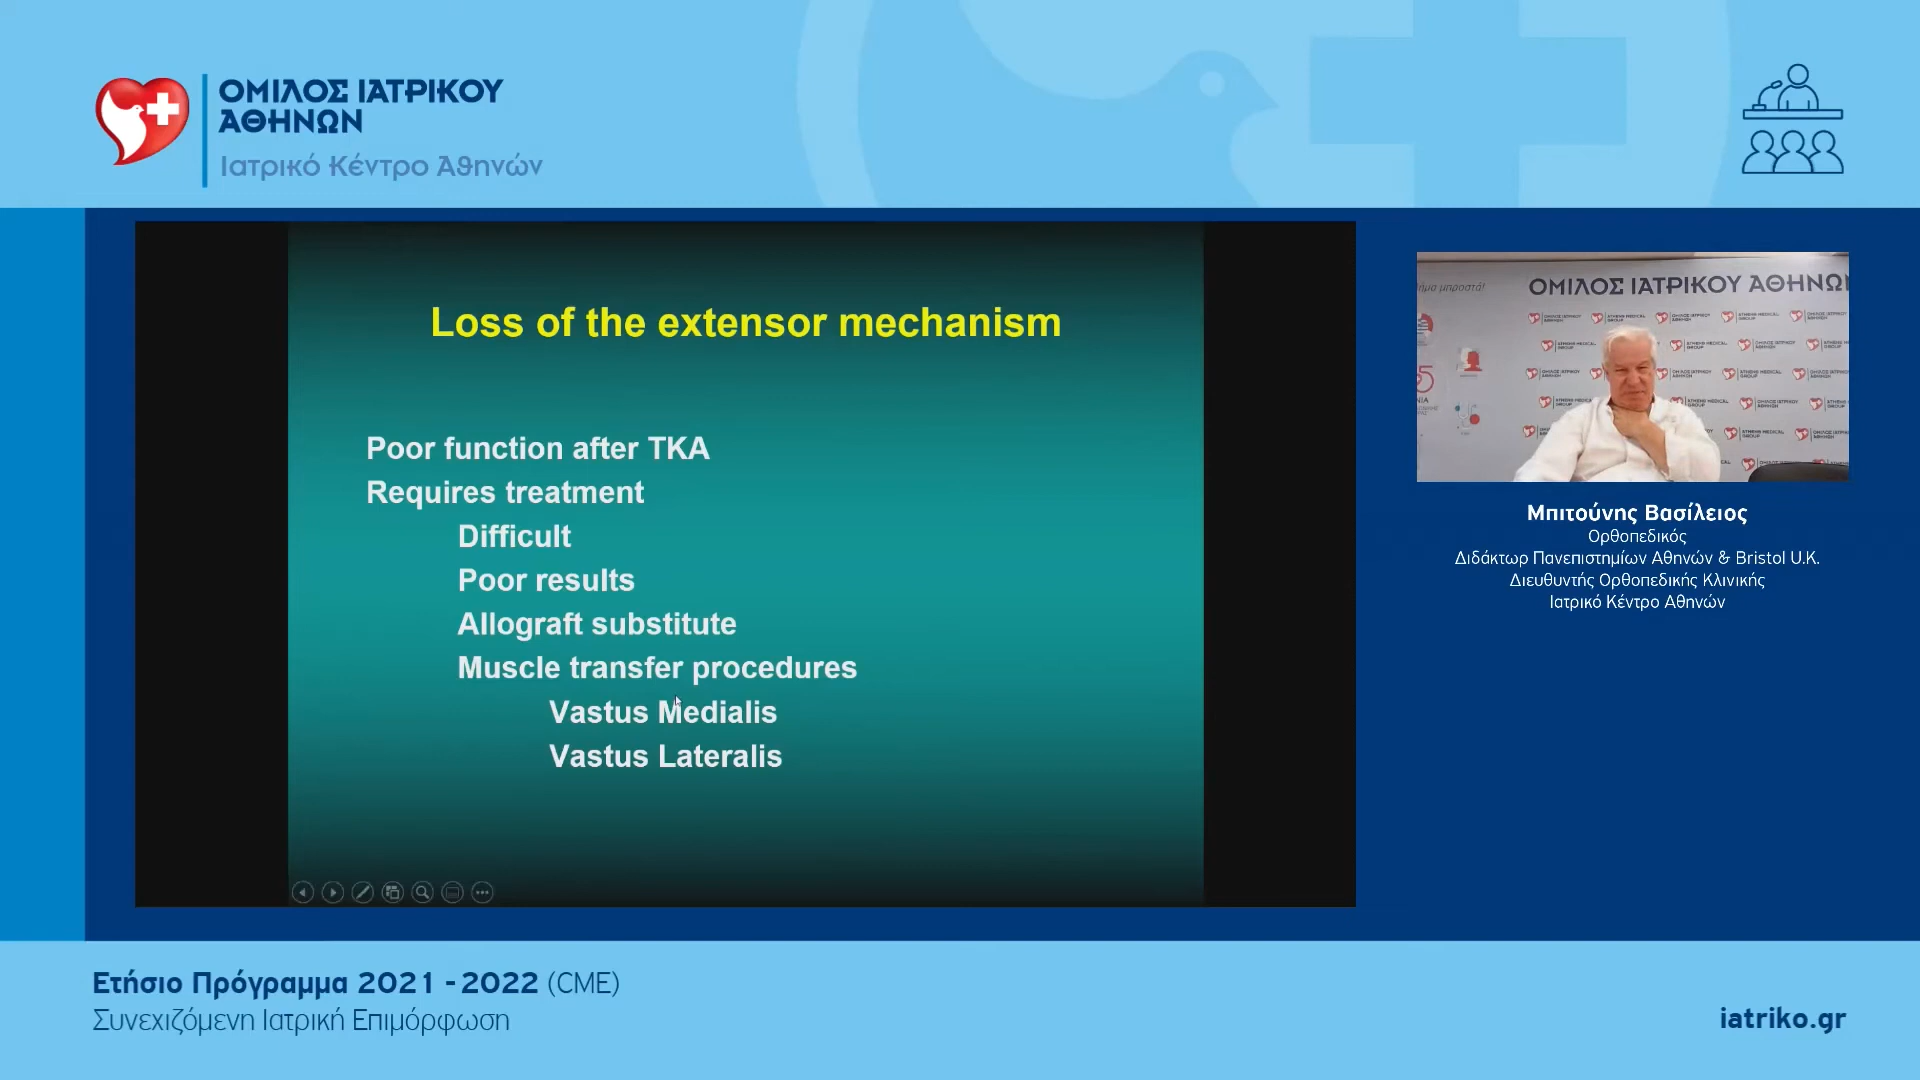 ΟΜΙΛΟΣ ΙΑΤΡΙΚΟΥ
ΑΘΗΝΩΝ
Ιατρικό Κέντρο Αθηνών
Loss of the extensor mechanism
Poor function after TKA
Requires treatment
Difficult
Poor results
Allograft substitute
Muscle transfer procedures
Vastus Medialis
Vastus Lateralis
ΟΜΙΛΟΣ ΙΑΤΡΙΚΟΥ ΑΘΗΝΩΝ
μπροστά!
Μπιτούνης Βασίλειος
Ορθοπεδικός
Διδάκτωρ Πανεπιστημίων Αθηνών & Bristol U.K.
Διευθυντής Ορθοπεδικής Κλινικής
Ιατρικό Κέντρο Αθηνών
Ετήσιο Πρόγραμμα 2021 - 2022 (CME)
Συνεχιζόμενη Ιατρική Επιμόρφωση
iatriko.gr